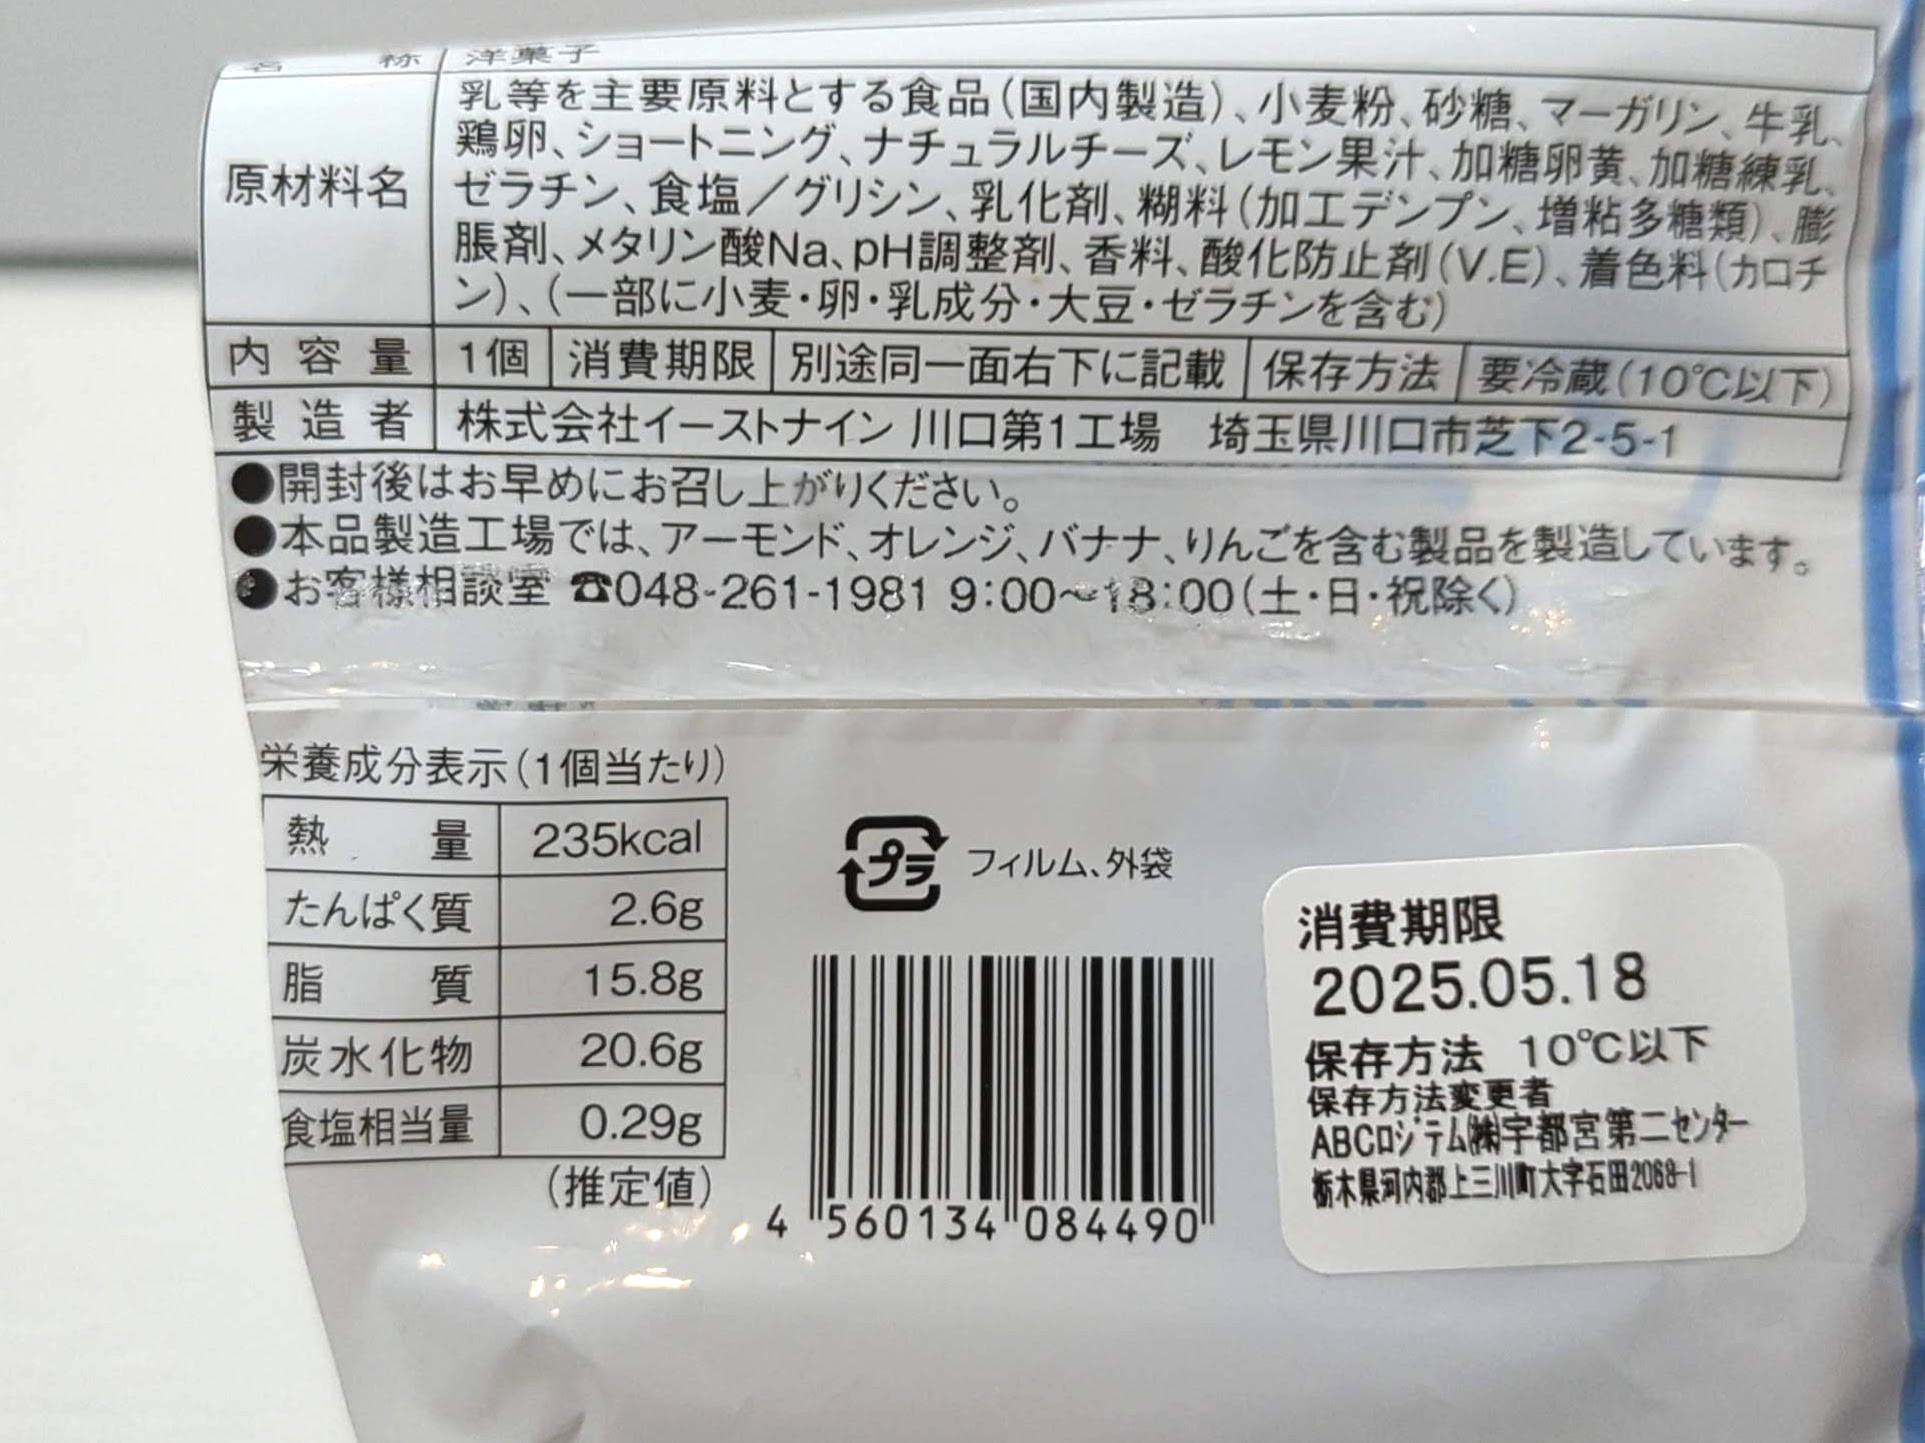 名称 洋菓子
原材料名 乳等を主要原料とする食品(国内製造)、小麦粉、砂糖、マーガリン、牛乳、
鶏卵、ショートニング、ナチュラルチーズ、レモン果汁、加糖卵黄、加糖練乳、
ゼラチン、食塩/グリシン、乳化剤、糊料(加工デンプン、増粘多糖類)、膨
脹剤、メタリン酸Na、pH調整剤、香料、酸化防止剤(V.E)、着色料(カロチ
ン)、(一部に小麦・卵・乳成分・大豆・ゼラチンを含む)
内容量 1個 消費期限 別途同一面右下に記載 保存方法 要冷蔵(10℃以下)
製造者 株式会社イーストナイン 川口第1工場 埼玉県川口市芝下2-5-1
●開封後はお早めにお召し上がりください。
●本品製造工場では、アーモンド、オレンジ、バナナ、りんごを含む製品を製造しています。
●お客様相談室 ☎048-261-1981 9:00〜18:00(土・日・祝除く)
栄養成分表示(1個当たり)
熱量 235kcal
たんぱく質 2.6g
脂質 15.8g
炭水化物 20.6g
食塩相当量 0.29g
(推定値)
プラ フィルム、外袋
4 560134 084490
消費期限
2025.05.18
保存方法 10℃以下
保存方法変更者
ABCロジテム㈱宇都宮第二センター
栃木県河内郡上三川町大字石田2068-1